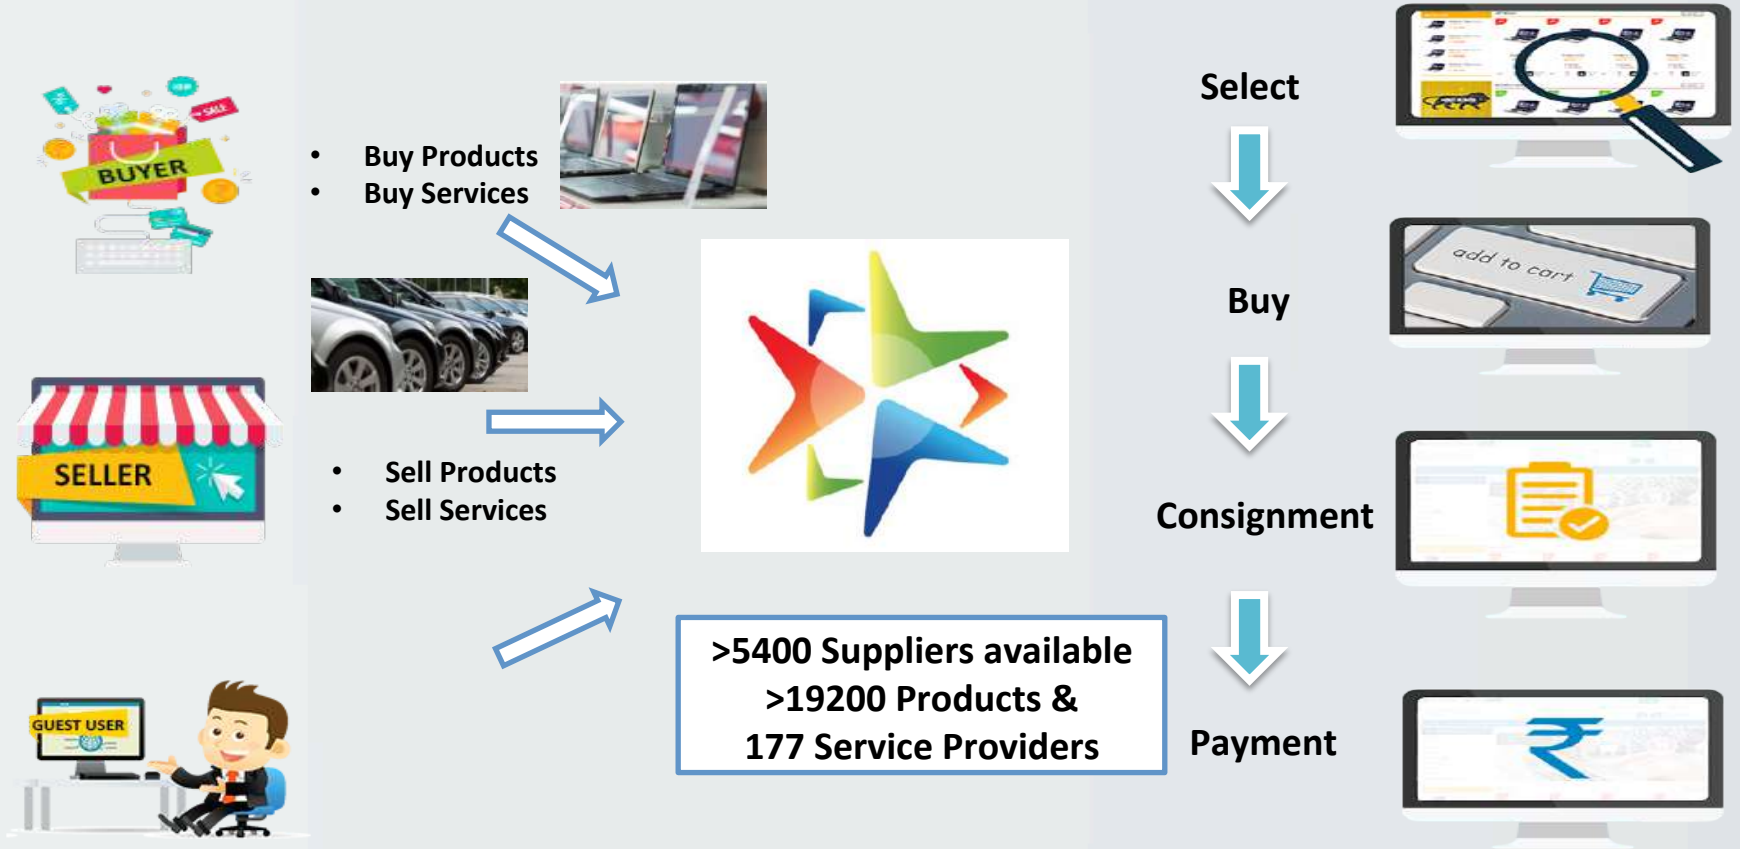 SALE
BUYER
• Buy Products
• Buy Services
SELLER
• Sell Products
• Sell Services
GUEST USER
>5400 Suppliers available
>19200 Products &
177 Service Providers
Select
Buy
add to cart
Consignment
Payment
₹